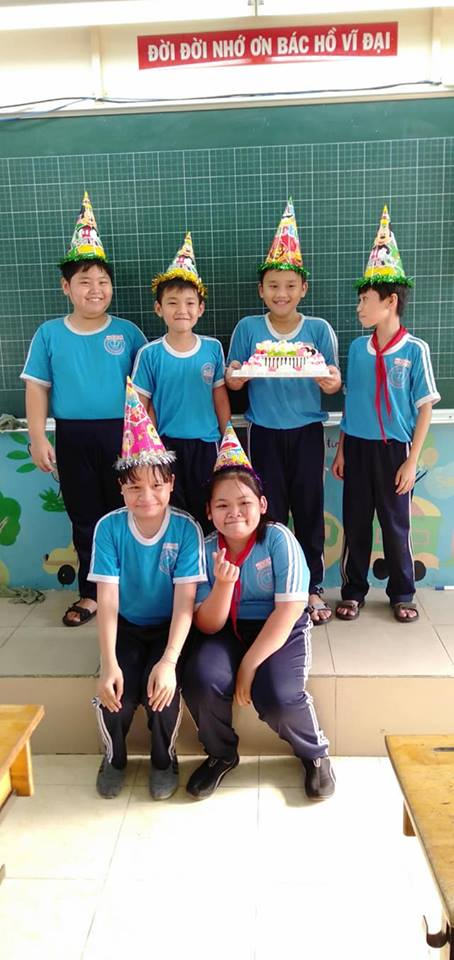 ĐỜI ĐỜI NHỚ ƠN BÁC HỒ VĨ ĐẠI